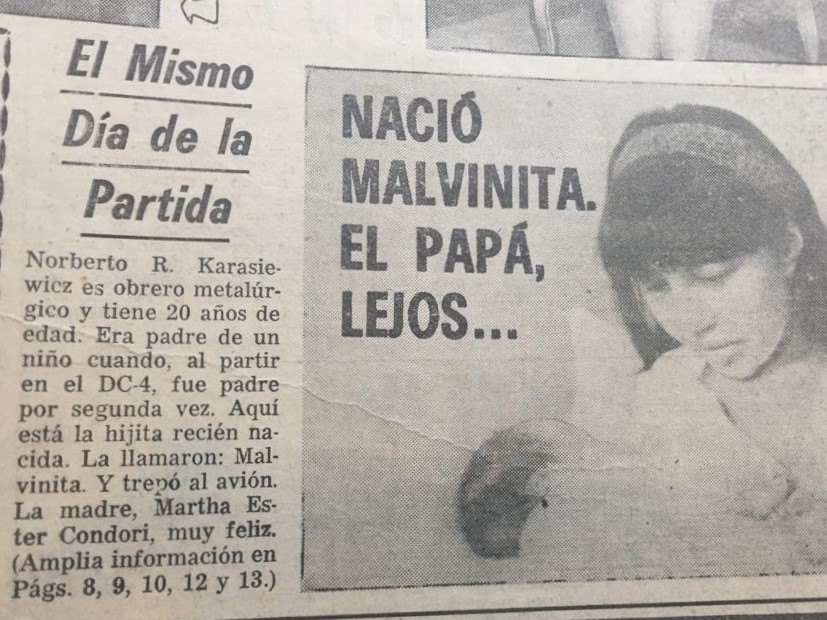 El Mismo
Día de la
Partida
Norberto R. Karasie-
wicz es obrero metalúr-
gico y tiene 20 años de
edad. Era padre de un
niño cuando, al partir
en el DC-4, fue padre
por segunda vez. Aquí
está la hijita recién na-
cida. La llamaron: Mal-
vinita. Y trepó al avión.
La madre, Martha Es-
ter Condori, muy feliz.
(Amplia información en
Págs. 8, 9, 10, 12 y 13.)
NACIÓ
MALVINITA.
EL PAPÁ,
LEJOS...